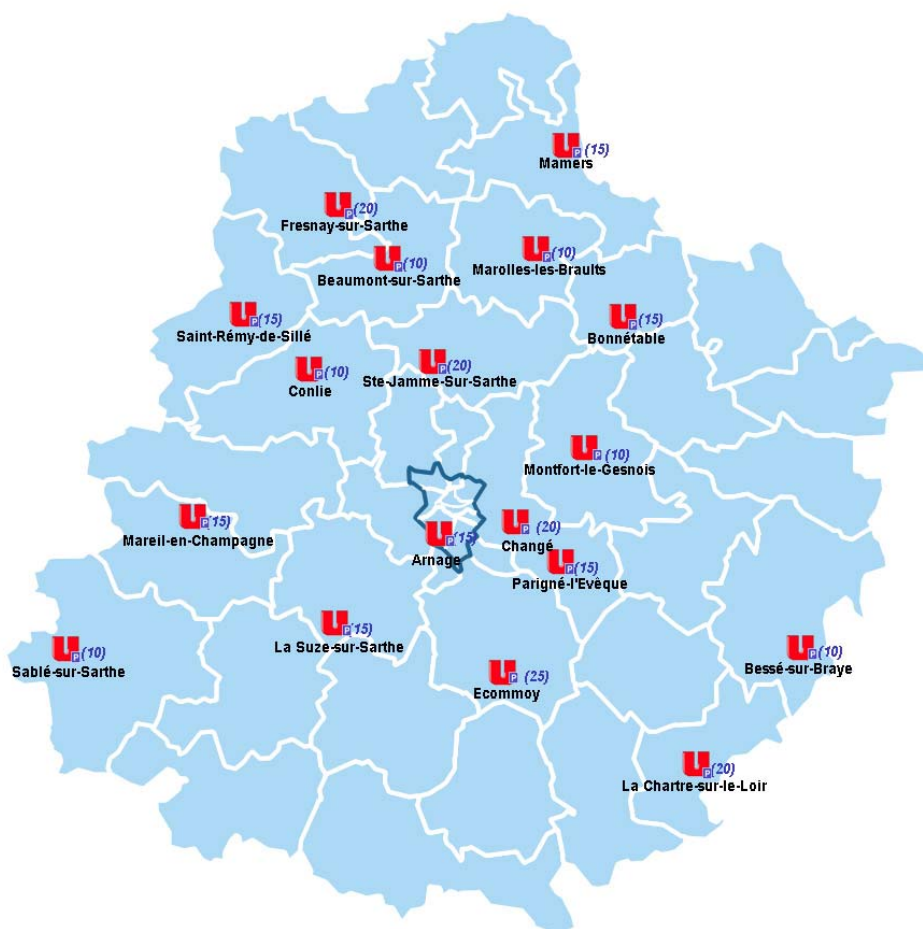 U P (15)
Mamers
U P (20)
Fresnay-sur-Sarthe
U P (10)
Beaumont-sur-Sarthe
U P (10)
Marolles-les-Braults
U P (15)
Saint-Rémy-de-Sillé
U P (15)
Bonnétable
U P (10)
Conlie
U P (20)
Ste-Jamme-Sur-Sarthe
U P (10)
Montfort-le-Gesnois
U P (15)
Mareil-en-Champagne
U P (15)
Arnage
U P (20)
Changé
U P (15)
Parigné-l'Evêque
U P (15)
La Suze-sur-Sarthe
U P (10)
Sablé-sur-Sarthe
U P (25)
Ecommoy
U P (10)
Bessé-sur-Braye
U P (20)
La Chartre-sur-le-Loir